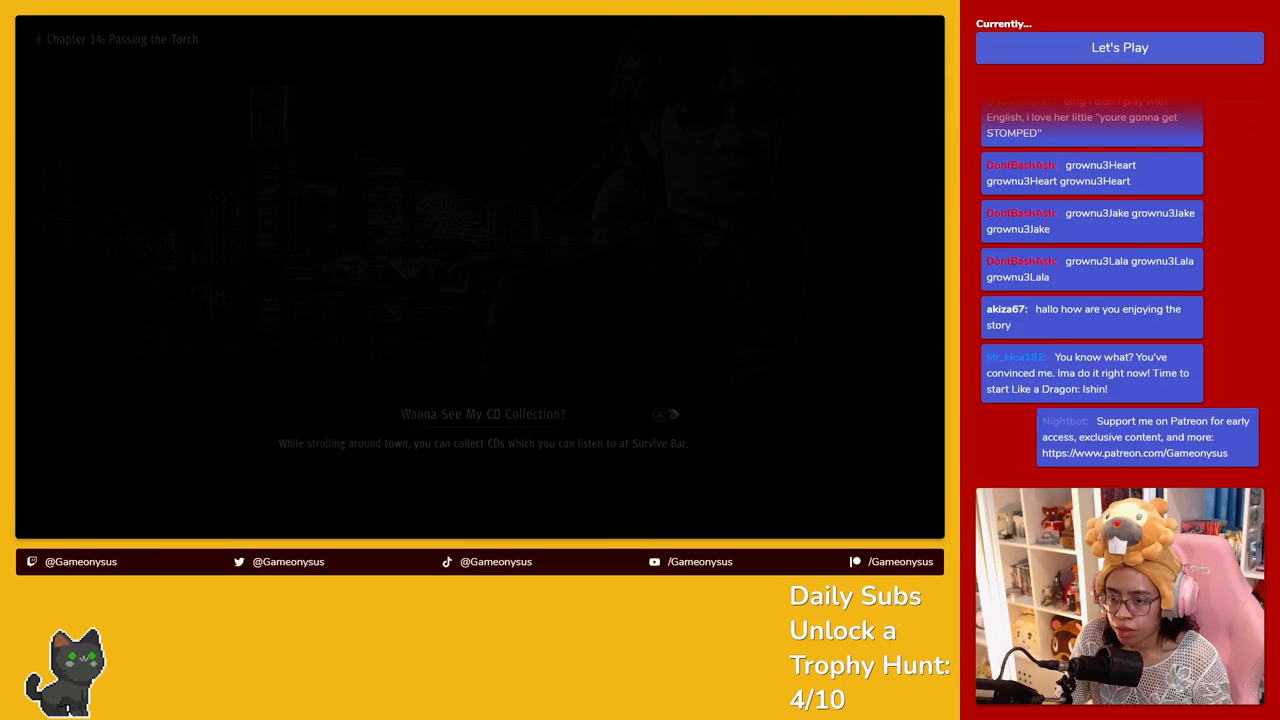 Chapter 14: Passing the Torch
Wanna See My CD Collection?
While strolling around town, you can collect CDs which you can listen to at Survive Bar.
Currently...
Let's Play
omg I didn't play with
English, i love her little "youre gonna get
STOMPED"
DontBashAsh: grownu3Heart
grownu3Heart grownu3Heart
DontBashAsh: grownu3Jake grownu3Jake
grownu3Jake
DontBashAsh: grownu3Lala grownu3Lala
grownu3Lala
akiza67: hallo how are you enjoying the
story
Mr_Hox182: You know what? You've
convinced me. Ima do it right now! Time to
start Like a Dragon: Ishin!
Nightbot: Support me on Patreon for early
access, exclusive content, and more:
https://www.patreon.com/Gameonysus
@Gameonysus
@Gameonysus
@Gameonysus
/Gameonysus
/Gameonysus
Daily Subs
Unlock a
Trophy Hunt:
4/10